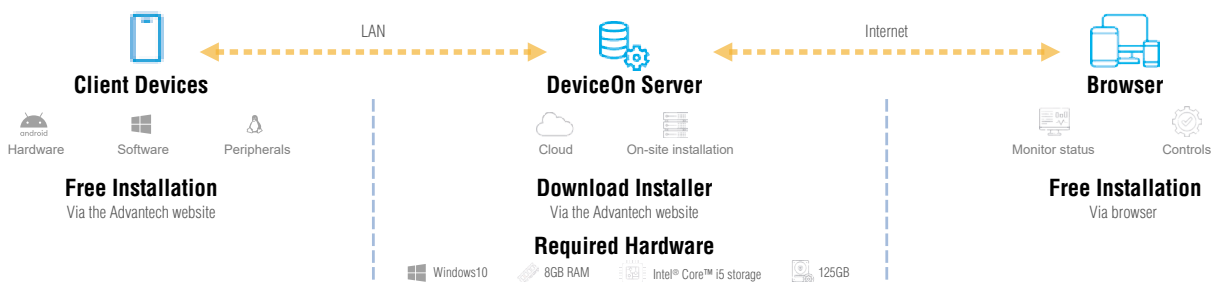 LAN
Internet
Client Devices
DeviceOn Server
Browser
android
Hardware
Software
Peripherals
Cloud
On-site installation
Monitor status
Controls
Free Installation
Via the Advantech website
Download Installer
Via the Advantech website
Free Installation
Via browser
Required Hardware
Windows10
8GB RAM
Intel® Core™ i5 storage
125GB